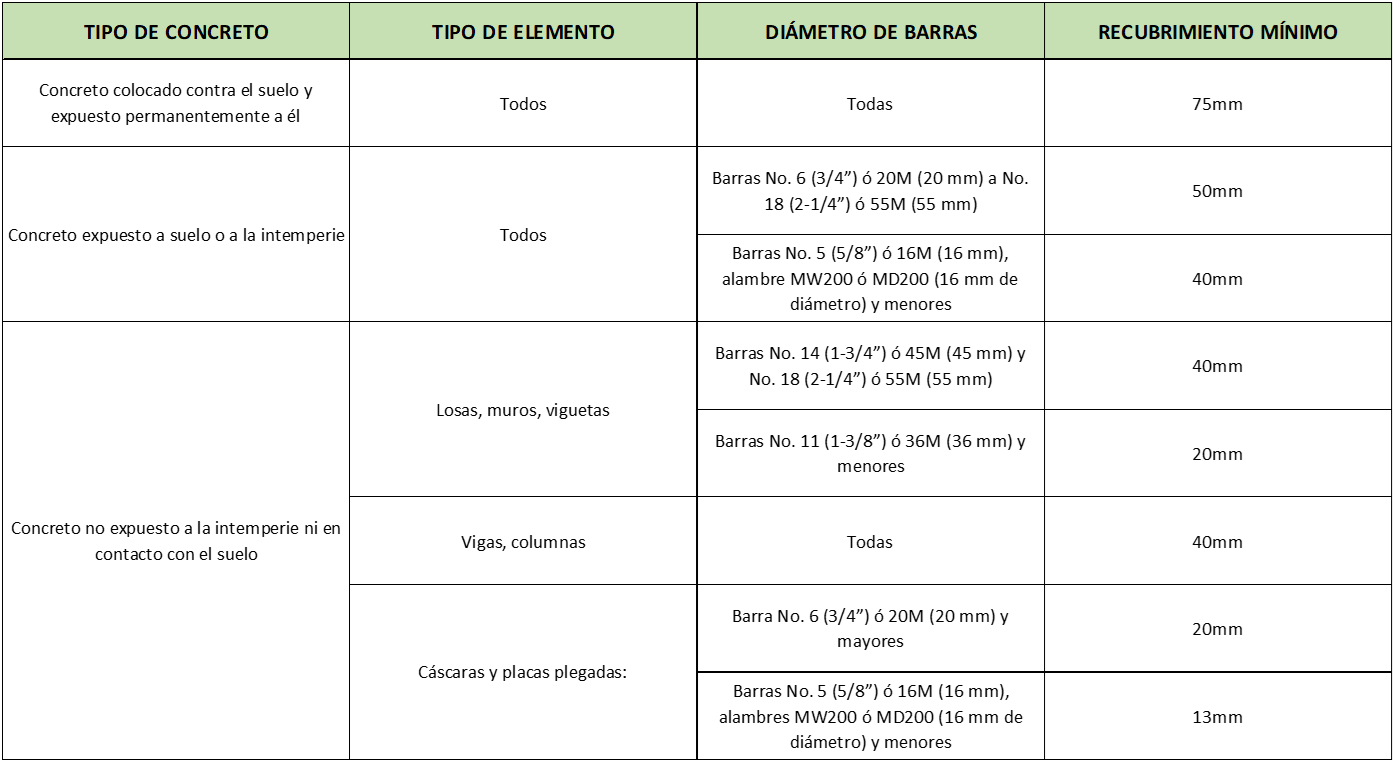 TIPO DE CONCRETO
TIPO DE ELEMENTO
DIÁMETRO DE BARRAS
RECUBRIMIENTO MÍNIMO
Concreto colocado contra el suelo y
expuesto permanentemente a él
Todos
Todas
75mm
Concreto expuesto a suelo o a la intemperie
Todos
Barras No. 6 (3/4”) ó 20M (20 mm) a No.
18 (2-1/4”) ó 55M (55 mm)
50mm
Barras No. 5 (5/8”) ó 16M (16 mm),
alambre MW200 ó MD200 (16 mm de
diámetro) y menores
40mm
Concreto no expuesto a la intemperie ni en
contacto con el suelo
Losas, muros, viguetas
Barras No. 14 (1-3/4”) ó 45M (45 mm) y
No. 18 (2-1/4”) ó 55M (55 mm)
40mm
Barras No. 11 (1-3/8”) ó 36M (36 mm) y
menores
20mm
Vigas, columnas
Todas
40mm
Cáscaras y placas plegadas:
Barra No. 6 (3/4”) ó 20M (20 mm) y
mayores
20mm
Barras No. 5 (5/8”) ó 16M (16 mm),
alambres MW200 ó MD200 (16 mm de
diámetro) y menores
13mm